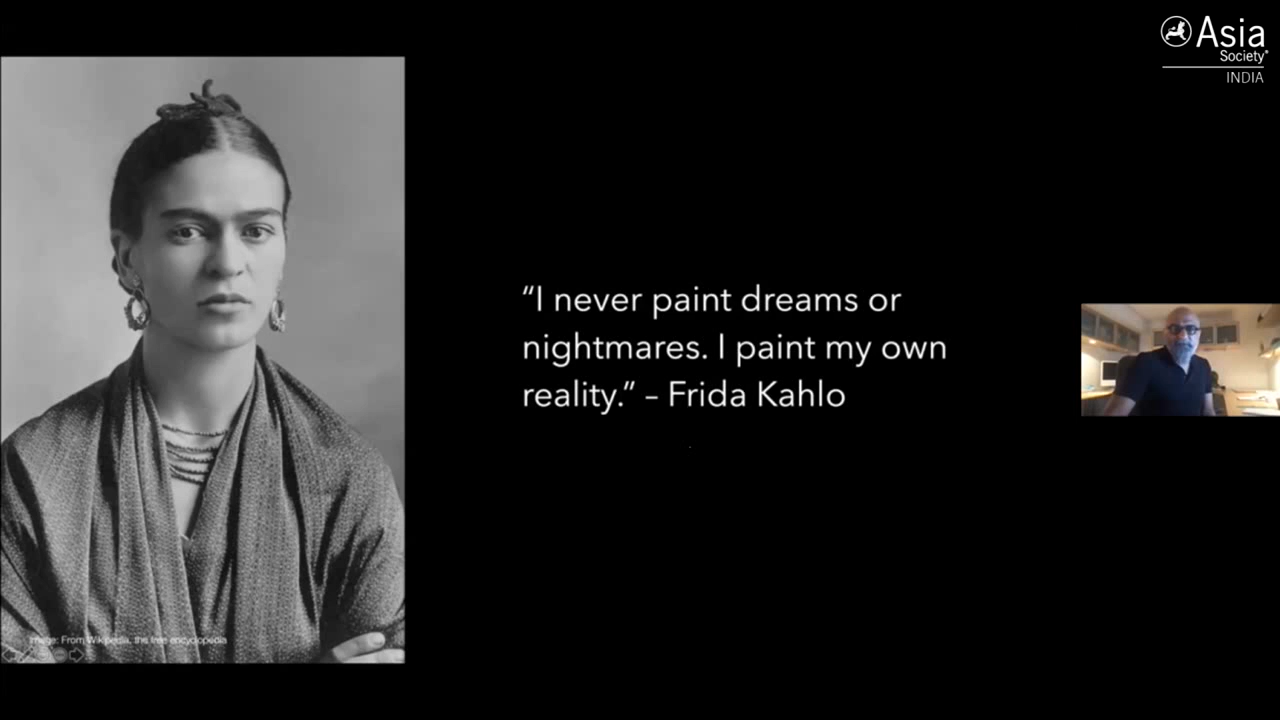 Asia
Society®
INDIA
“I never paint dreams or
nightmares. I paint my own
reality.” – Frida Kahlo
Image: From Wikipedia, the free encyclopedia